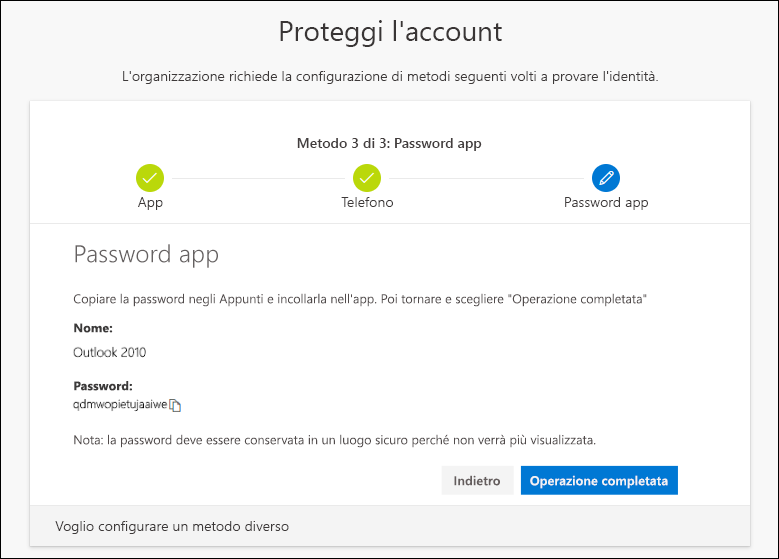 Proteggi l'account
L'organizzazione richiede la configurazione di metodi seguenti volti a provare l'identità.
Metodo 3 di 3: Password app
App
Telefono
Password app
Password app
Copiare la password negli Appunti e incollarla nell'app. Poi tornare e scegliere "Operazione completata"
Nome:
Outlook 2010
Password:
qdmwopietujaaiwe
Nota: la password deve essere conservata in un luogo sicuro perché non verrà più visualizzata.
Indietro
Operazione completata
Voglio configurare un metodo diverso